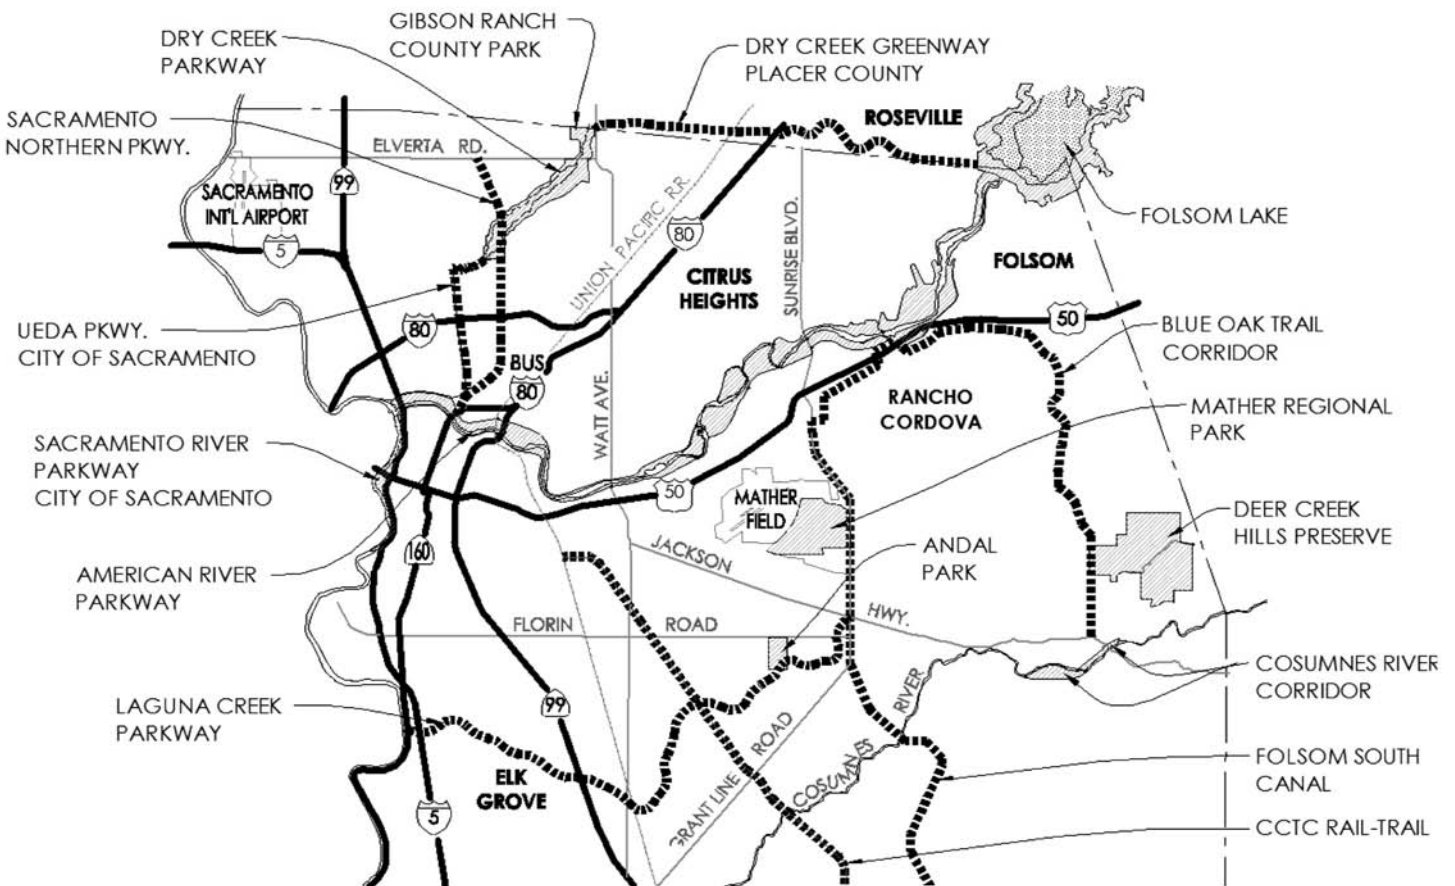 GIBSON RANCH
COUNTY PARK
DRY CREEK
PARKWAY
DRY CREEK GREENWAY
PLACER COUNTY
SACRAMENTO
NORTHERN PKWY.
ELVERTA RD.
ROSEVILLE
99
SACRAMENTO
INT'L AIRPORT
5
UNION PACIFIC R.R.
80
SUNRISE BLVD.
FOLSOM LAKE
CITRUS
HEIGHTS
FOLSOM
UEDA PKWY.
CITY OF SACRAMENTO
80
50
BLUE OAK TRAIL
CORRIDOR
BUS
80
WATT AVE.
RANCHO
CORDOVA
MATHER REGIONAL
PARK
SACRAMENTO RIVER
PARKWAY
CITY OF SACRAMENTO
50
MATHER
FIELD
DEER CREEK
HILLS PRESERVE
160
JACKSON
HWY.
ANDAL
PARK
AMERICAN RIVER
PARKWAY
FLORIN ROAD
COSUMNES RIVER
CORRIDOR
LAGUNA CREEK
PARKWAY
99
GRANT LINE ROAD
COSUMNES RIVER
ELK
GROVE
5
FOLSOM SOUTH
CANAL
CCTC RAIL-TRAIL